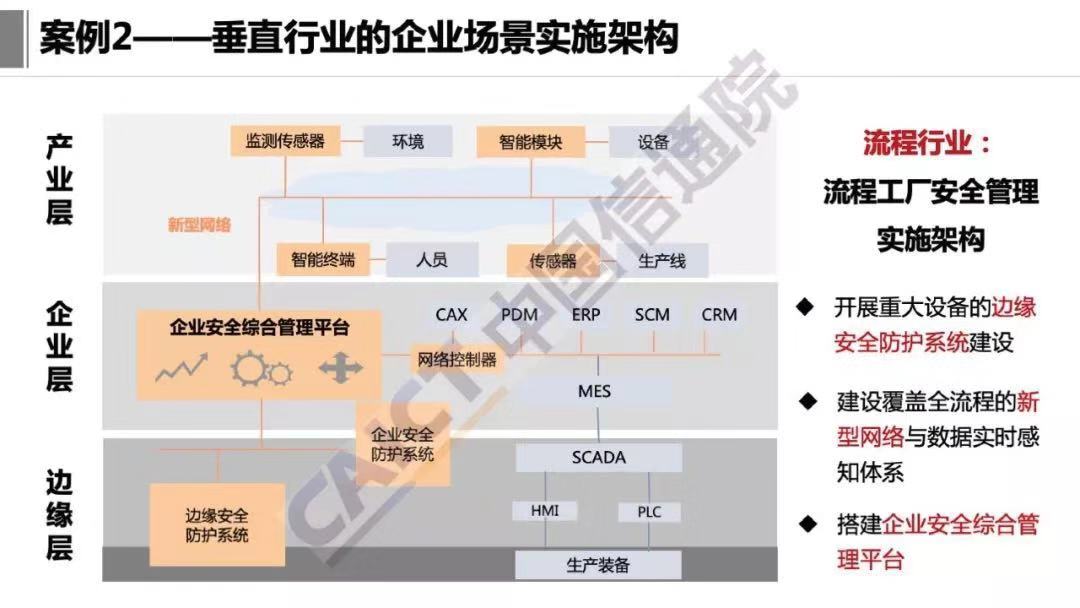 案例2——垂直行业的企业场景实施架构
产业层
监测传感器
环境
智能模块
设备
新型网络
智能终端
人员
传感器
生产线
企业层
企业安全综合管理平台
CAX
PDM
ERP
SCM
CRM
网络控制器
MES
企业安全
防护系统
边缘层
边缘安全
防护系统
SCADA
HMI
PLC
生产装备
流程行业：
流程工厂安全管理
实施架构
◆ 开展重大设备的边缘
安全防护系统建设
◆ 建设覆盖全流程的新
型网络与数据实时感
知体系
◆ 搭建企业安全综合管
理平台
CAICT 中国信通院